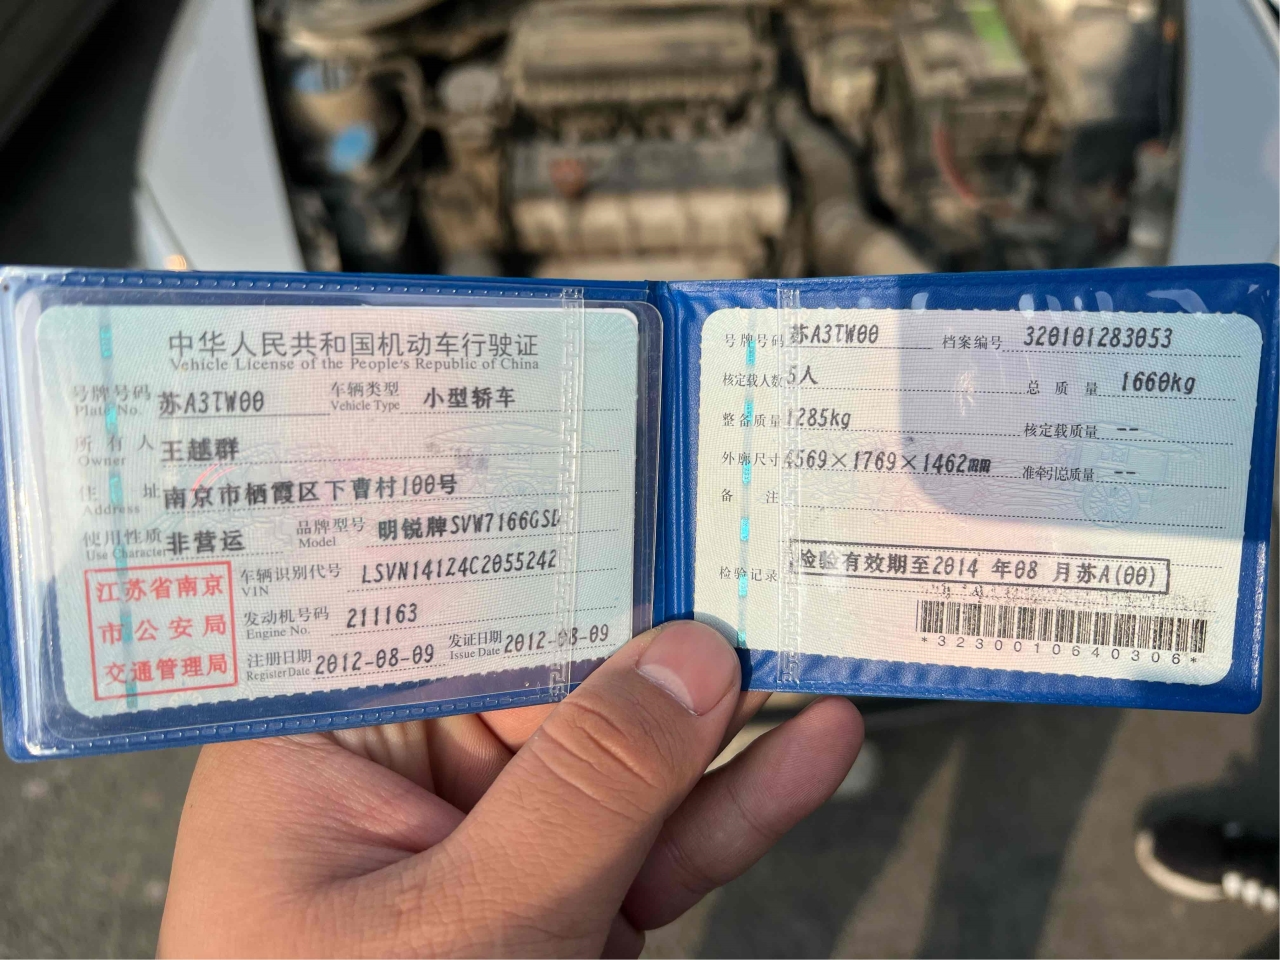 中华人民共和国机动车行驶证
Vehicle License of the People's Republic of China
号牌号码 苏A3TW00 车辆类型 小型轿车
Plate No. Vehicle Type
所有人 王越群
Owner
住址 南京市栖霞区下曹村100号
Address
使用性质 非营运 品牌型号 明锐牌SVW7166GSD
Use Character Model
江苏省南京
市公安局
交通管理局
车辆识别代号 LSVN141Z4C2055242
VIN
发动机号码 211163
Engine No.
注册日期 2012-08-09 发证日期 2012-08-09
Register Date Issue Date
号牌号码 苏A3TW00 档案编号 320101283053
核定载人数 5人 总质量 1660kg
整备质量 1285kg 核定载质量 --
外廓尺寸 4569×1769×1462mm 准牵引总质量 --
备注
检验记录 检验有效期至2014 年08 月苏A(00)
*3230010640306*